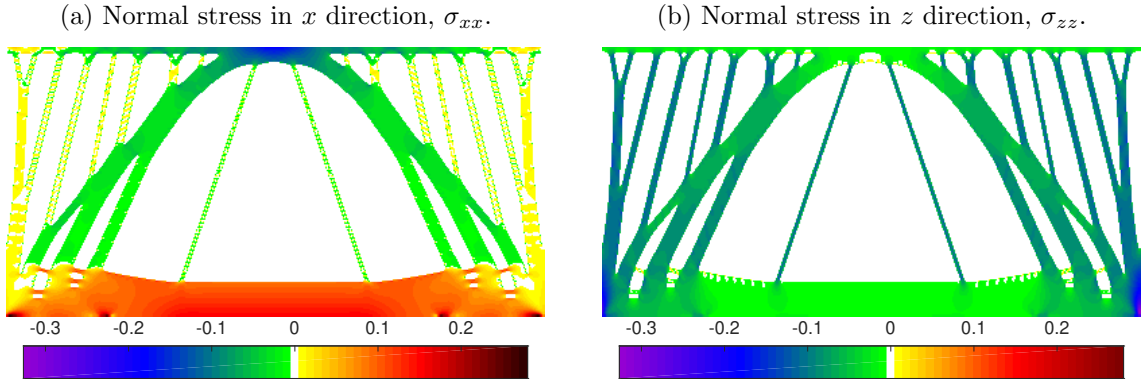 (a) Normal stress in x direction, σxx.
(b) Normal stress in z direction, σzz.
-0.3 -0.2 -0.1 0 0.1 0.2
-0.3 -0.2 -0.1 0 0.1 0.2